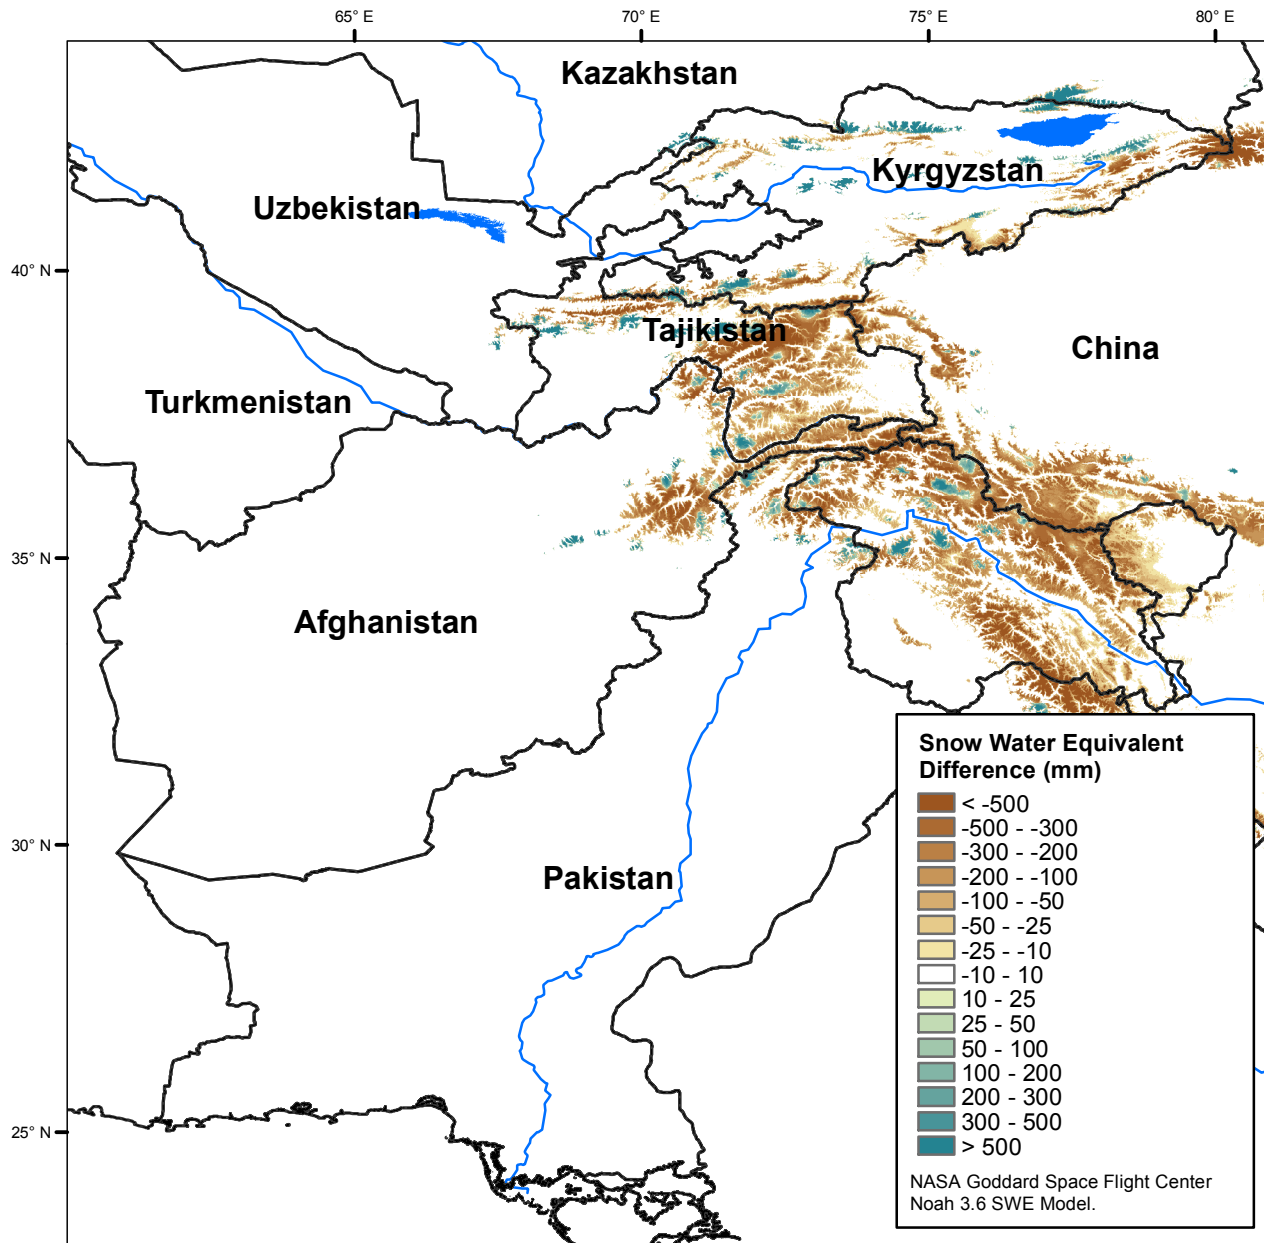 65° E
70° E
75° E
80° E
Kazakhstan
Kyrgyzstan
Uzbekistan
40° N
Tajikistan
China
Turkmenistan
35° N
Afghanistan
30° N
Pakistan
25° N
Snow Water Equivalent
Difference (mm)
< -500
-500 - -300
-300 - -200
-200 - -100
-100 - -50
-50 - -25
-25 - -10
-10 - 10
10 - 25
25 - 50
50 - 100
100 - 200
200 - 300
300 - 500
> 500
NASA Goddard Space Flight Center
Noah 3.6 SWE Model.